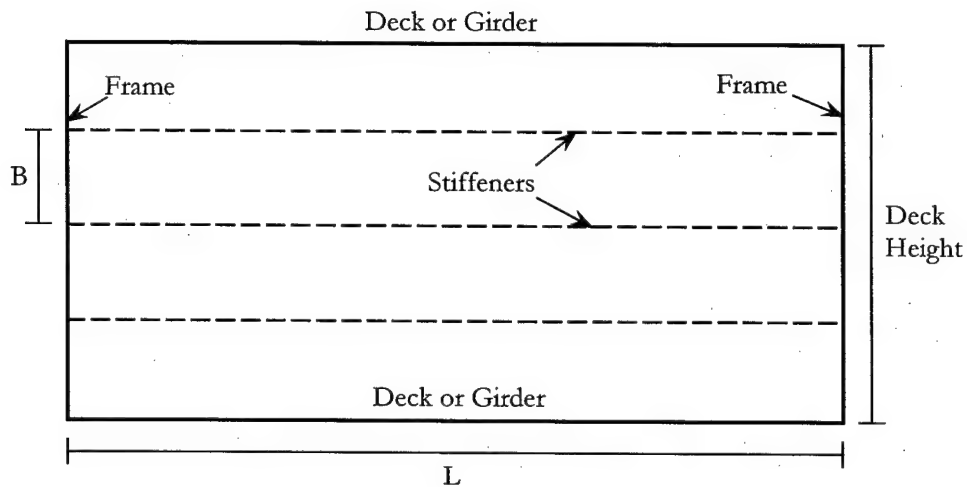 Deck or Girder
Frame
Frame
B
Stiffeners
Deck
Height
Deck or Girder
L